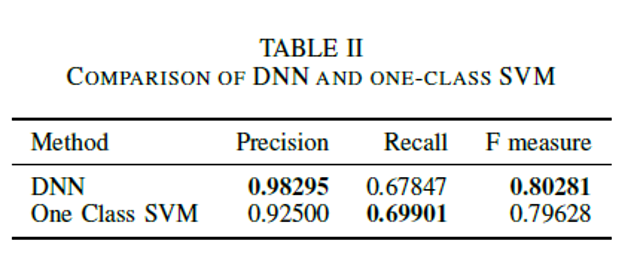 TABLE II
COMPARISON OF DNN AND ONE-CLASS SVM
Method Precision Recall F measure
DNN 0.98295 0.67847 0.80281
One Class SVM 0.92500 0.69901 0.79628